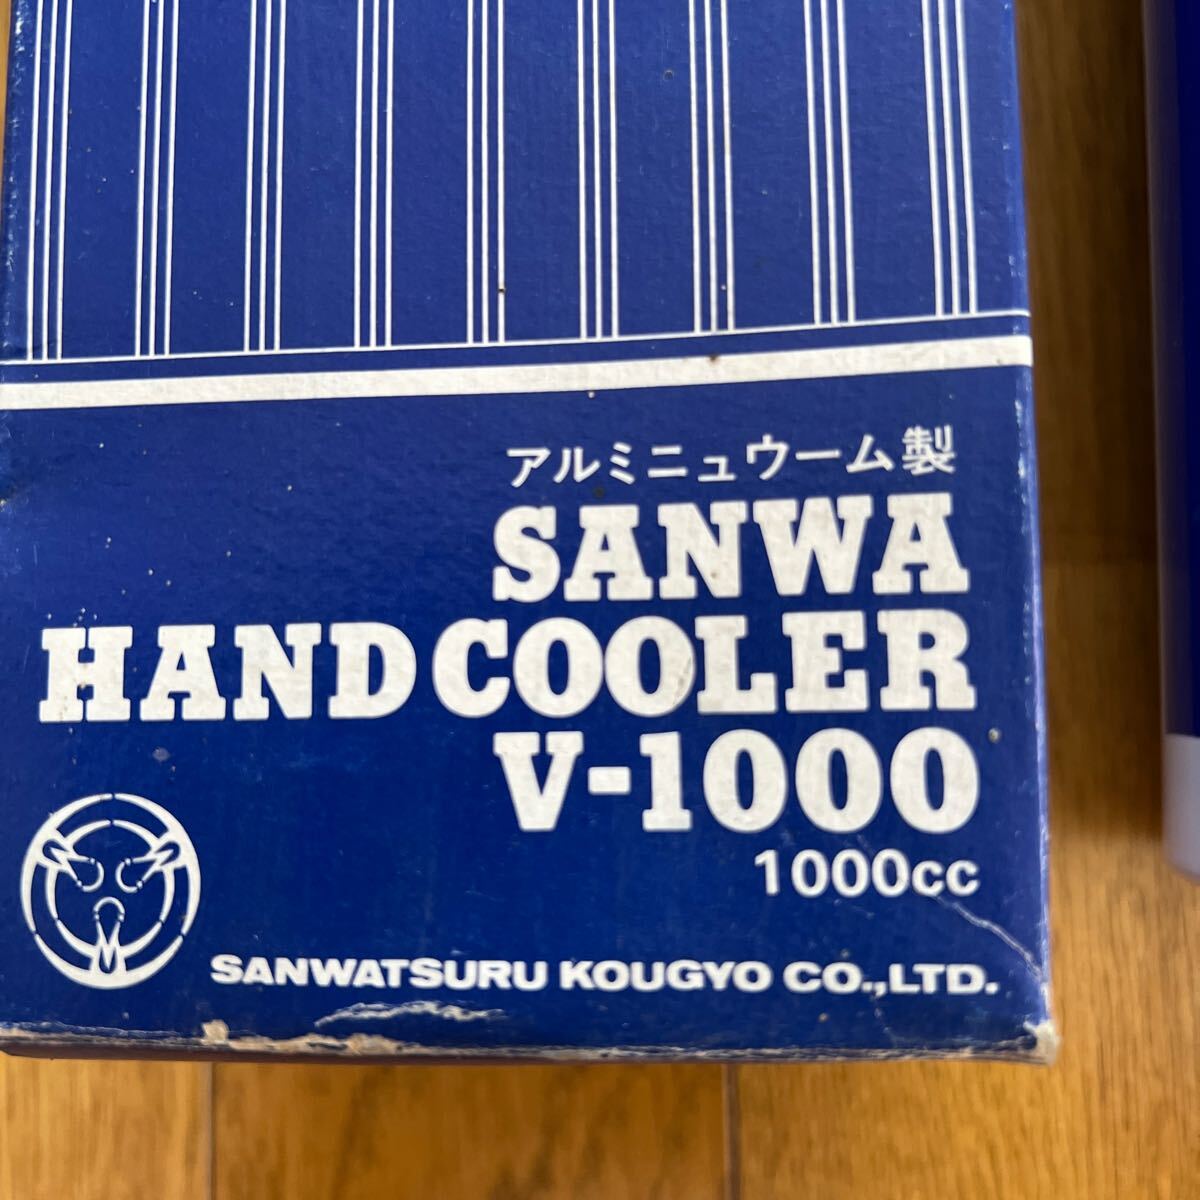 アルミニュウーム製
SANWA
HAND COOLER
V-1000
1000cc
SANWATSURU KOUGYO CO.,LTD.